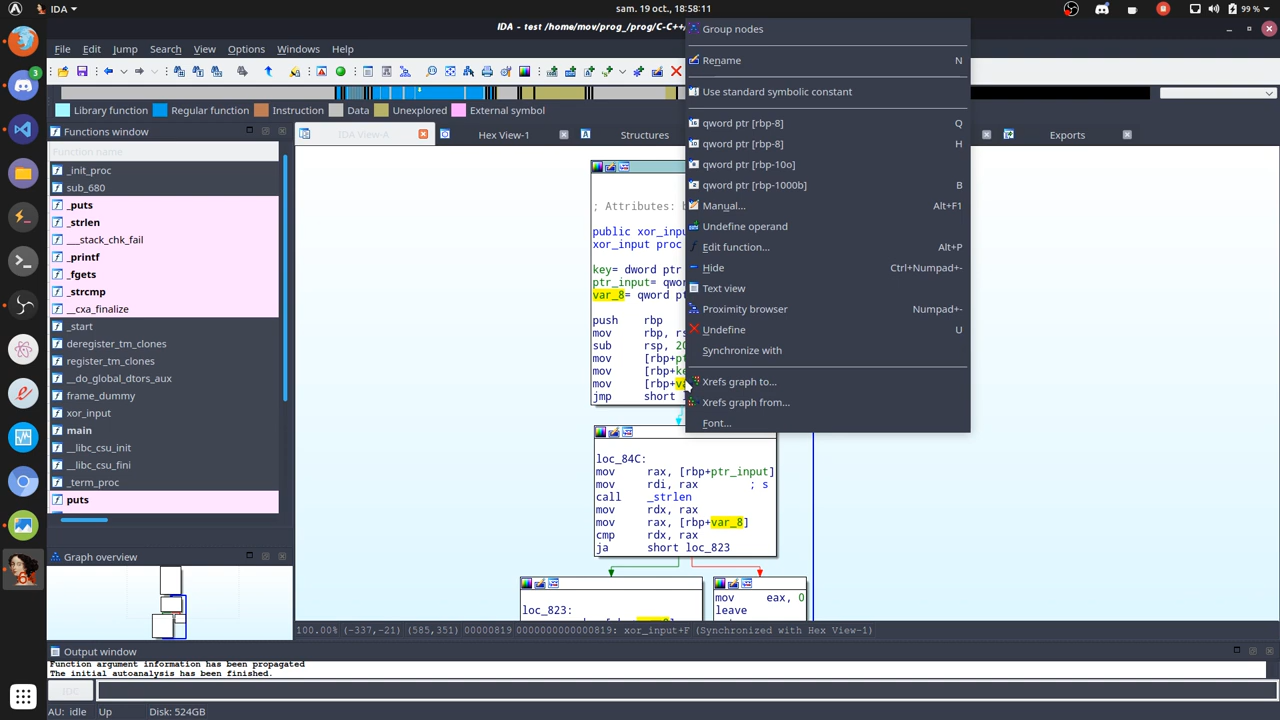 IDA
sam. 19 oct., 18:58:11
99 %
IDA - test /home/mov/prog_/prog/C-C++/
File Edit Jump Search View Options Windows Help
Library function Regular function Instruction Data Unexplored External symbol
Functions window
IDA View-A
Hex View-1
Structures
Exports
Function name
_init_proc
sub_680
_puts
_strlen
___stack_chk_fail
_printf
_fgets
_strcmp
__cxa_finalize
_start
deregister_tm_clones
register_tm_clones
__do_global_dtors_aux
frame_dummy
xor_input
main
__libc_csu_init
__libc_csu_fini
_term_proc
puts
Graph overview
; Attributes: b
public xor_inpu
xor_input proc
key= dword ptr
ptr_input= qwo
var_8= qword pt
push rbp
mov rbp, rs
sub rsp, 20
mov [rbp+pt
mov [rbp+ke
mov [rbp+va
jmp short l
loc_84C:
mov rax, [rbp+ptr_input]
mov rdi, rax ; s
call _strlen
mov rdx, rax
mov rax, [rbp+var_8]
cmp rdx, rax
ja short loc_823
loc_823:
mov eax, 0
leave
Group nodes
Rename N
Use standard symbolic constant
qword ptr [rbp-8] Q
qword ptr [rbp-8] H
qword ptr [rbp-10o]
qword ptr [rbp-1000b] B
Manual... Alt+F1
Undefine operand
Edit function... Alt+P
Hide Ctrl+Numpad+-
Text view
Proximity browser Numpad+-
Undefine U
Synchronize with
Xrefs graph to...
Xrefs graph from...
Font...
100.00% (-337,-21) (585,351) 00000819 0000000000000819: xor_input+F (Synchronized with Hex View-1)
Output window
Function argument information has been propagated
The initial autoanalysis has been finished.
IDC
AU: idle Up Disk: 524GB